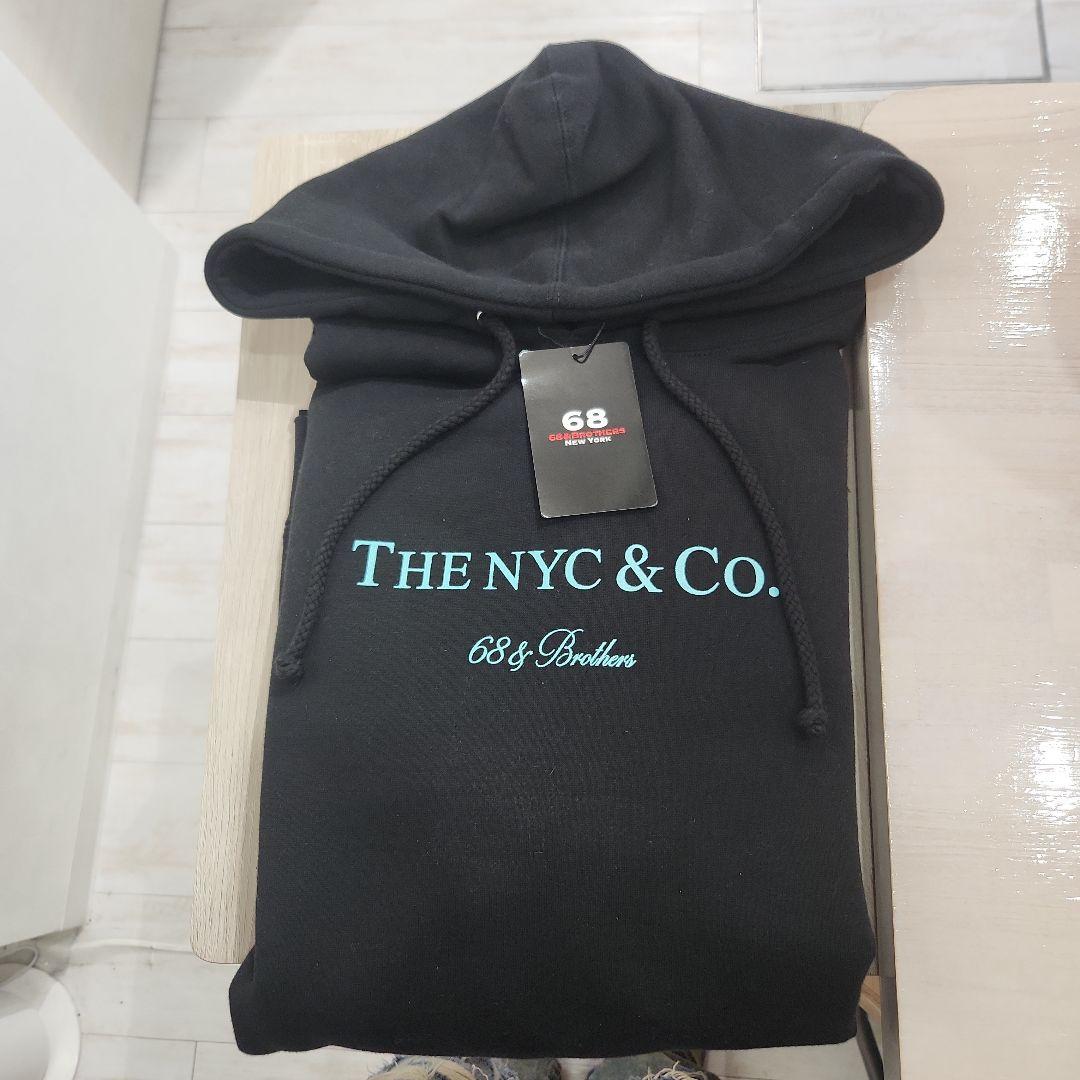 68
68&BROTHERS
NEW YORK
THE NYC & CO.
68 & Brothers